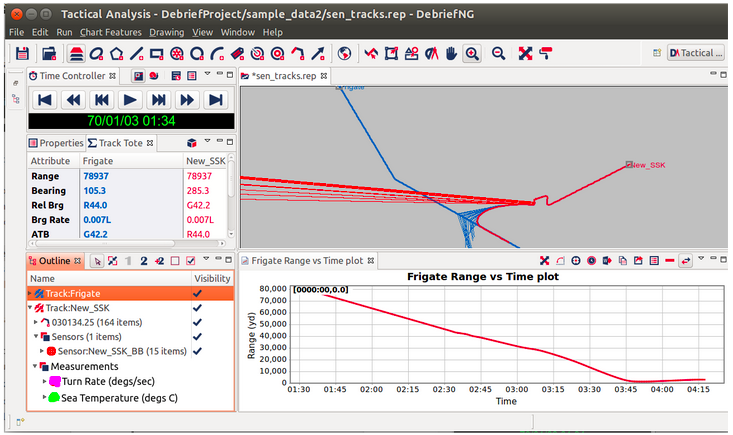 Tactical Analysis - DebriefProject/sample_data2/sen_tracks.rep - DebriefNG
File Edit Run Chart Features Drawing View Window Help
Tactical ...
Time Controller
70/01/03 01:34
Properties Track Tote
Attribute Frigate New_SSK
Range 78937 78937
Bearing 105.3 285.3
Rel Brg R44.0 G42.2
Brg Rate 0.007L 0.007L
ATB G42.2 R44.0
*sen_tracks.rep
Frigate
New_SSK
Outline
1 2 +2
Name Visibility
Track:Frigate
Track:New_SSK
030134.25 (164 items)
Sensors (1 items)
Sensor:New_SSK_BB (15 items)
Measurements
Turn Rate (degs/sec)
Sea Temperature (degs C)
Frigate Range vs Time plot
Frigate Range vs Time plot
[0000:00,0.0]
Range (yd)
80,000
70,000
60,000
50,000
40,000
30,000
20,000
10,000
0
01:30 01:45 02:00 02:15 02:30 02:45 03:00 03:15 03:30 03:45 04:00 04:15
Time